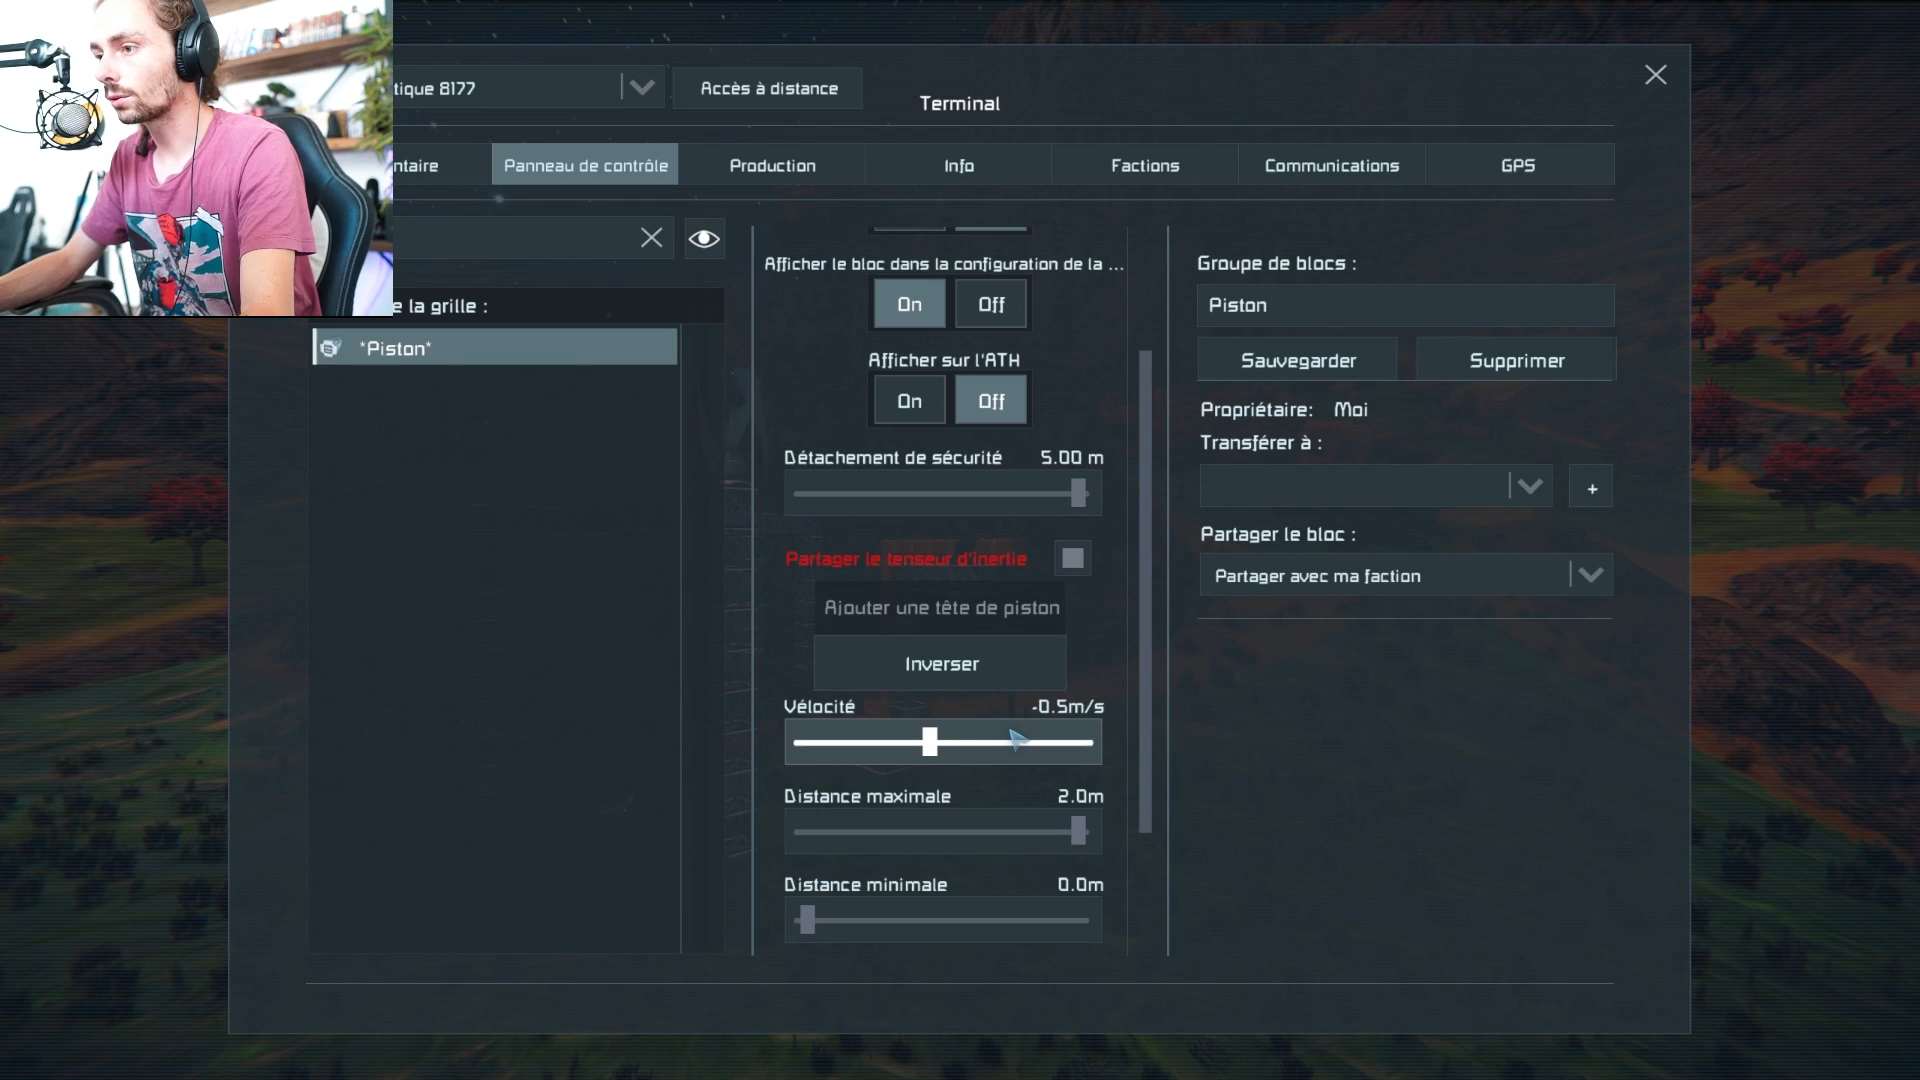 tique 8177
Accès à distance
Terminal
ntaire
Panneau de contrôle
Production
Info
Factions
Communications
GPS
e la grille :
*Piston*
Afficher le bloc dans la configuration de la ...
On
Off
Afficher sur l'ATH
On
Off
Détachement de sécurité
5.00 m
Partager le tenseur d'inertie
Ajouter une tête de piston
Inverser
Vélocité
-0.5m/s
Distance maximale
2.0m
Distance minimale
0.0m
Groupe de blocs :
Piston
Sauvegarder
Supprimer
Propriétaire:
Moi
Transférer à :
+
Partager le bloc :
Partager avec ma faction